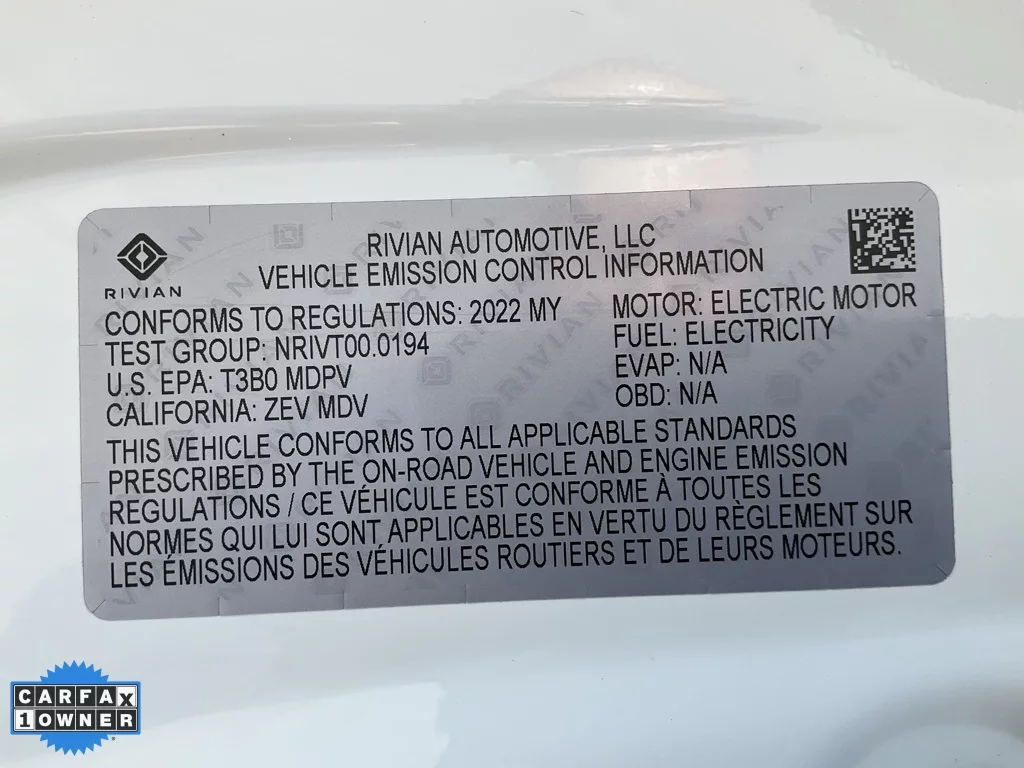 RIVIAN
RIVIAN AUTOMOTIVE, LLC
VEHICLE EMISSION CONTROL INFORMATION
CONFORMS TO REGULATIONS: 2022 MY
TEST GROUP: NRIVT00.0194
U.S. EPA: T3B0 MDPV
CALIFORNIA: ZEV MDV
MOTOR: ELECTRIC MOTOR
FUEL: ELECTRICITY
EVAP: N/A
OBD: N/A
THIS VEHICLE CONFORMS TO ALL APPLICABLE STANDARDS
PRESCRIBED BY THE ON-ROAD VEHICLE AND ENGINE EMISSION
REGULATIONS / CE VÉHICULE EST CONFORME À TOUTES LES
NORMES QUI LUI SONT APPLICABLES EN VERTU DU RÈGLEMENT SUR
LES ÉMISSIONS DES VÉHICULES ROUTIERS ET DE LEURS MOTEURS.
CARFAX
1 OWNER